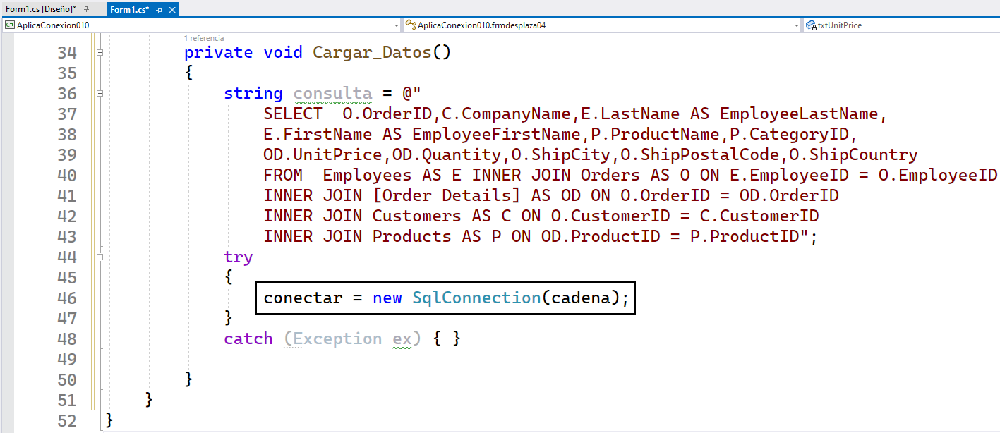 Form1.cs [Diseño]* Form1.cs*
AplicaConexion010 AplicaConexion010.frmdesplaza04 txtUnitPrice
1 referencia
34 private void Cargar_Datos()
35 {
36 string consulta = @"
37 SELECT  O.OrderID,C.CompanyName,E.LastName AS EmployeeLastName,
38 E.FirstName AS EmployeeFirstName,P.ProductName,P.CategoryID,
39 OD.UnitPrice,OD.Quantity,O.ShipCity,O.ShipPostalCode,O.ShipCountry
40 FROM  Employees AS E INNER JOIN Orders AS O ON E.EmployeeID = O.EmployeeID
41 INNER JOIN [Order Details] AS OD ON O.OrderID = OD.OrderID
42 INNER JOIN Customers AS C ON O.CustomerID = C.CustomerID
43 INNER JOIN Products AS P ON OD.ProductID = P.ProductID";
44 try
45 {
46 conectar = new SqlConnection(cadena);
47 }
48 catch (Exception ex) { }
49
50 }
51 }
52 }